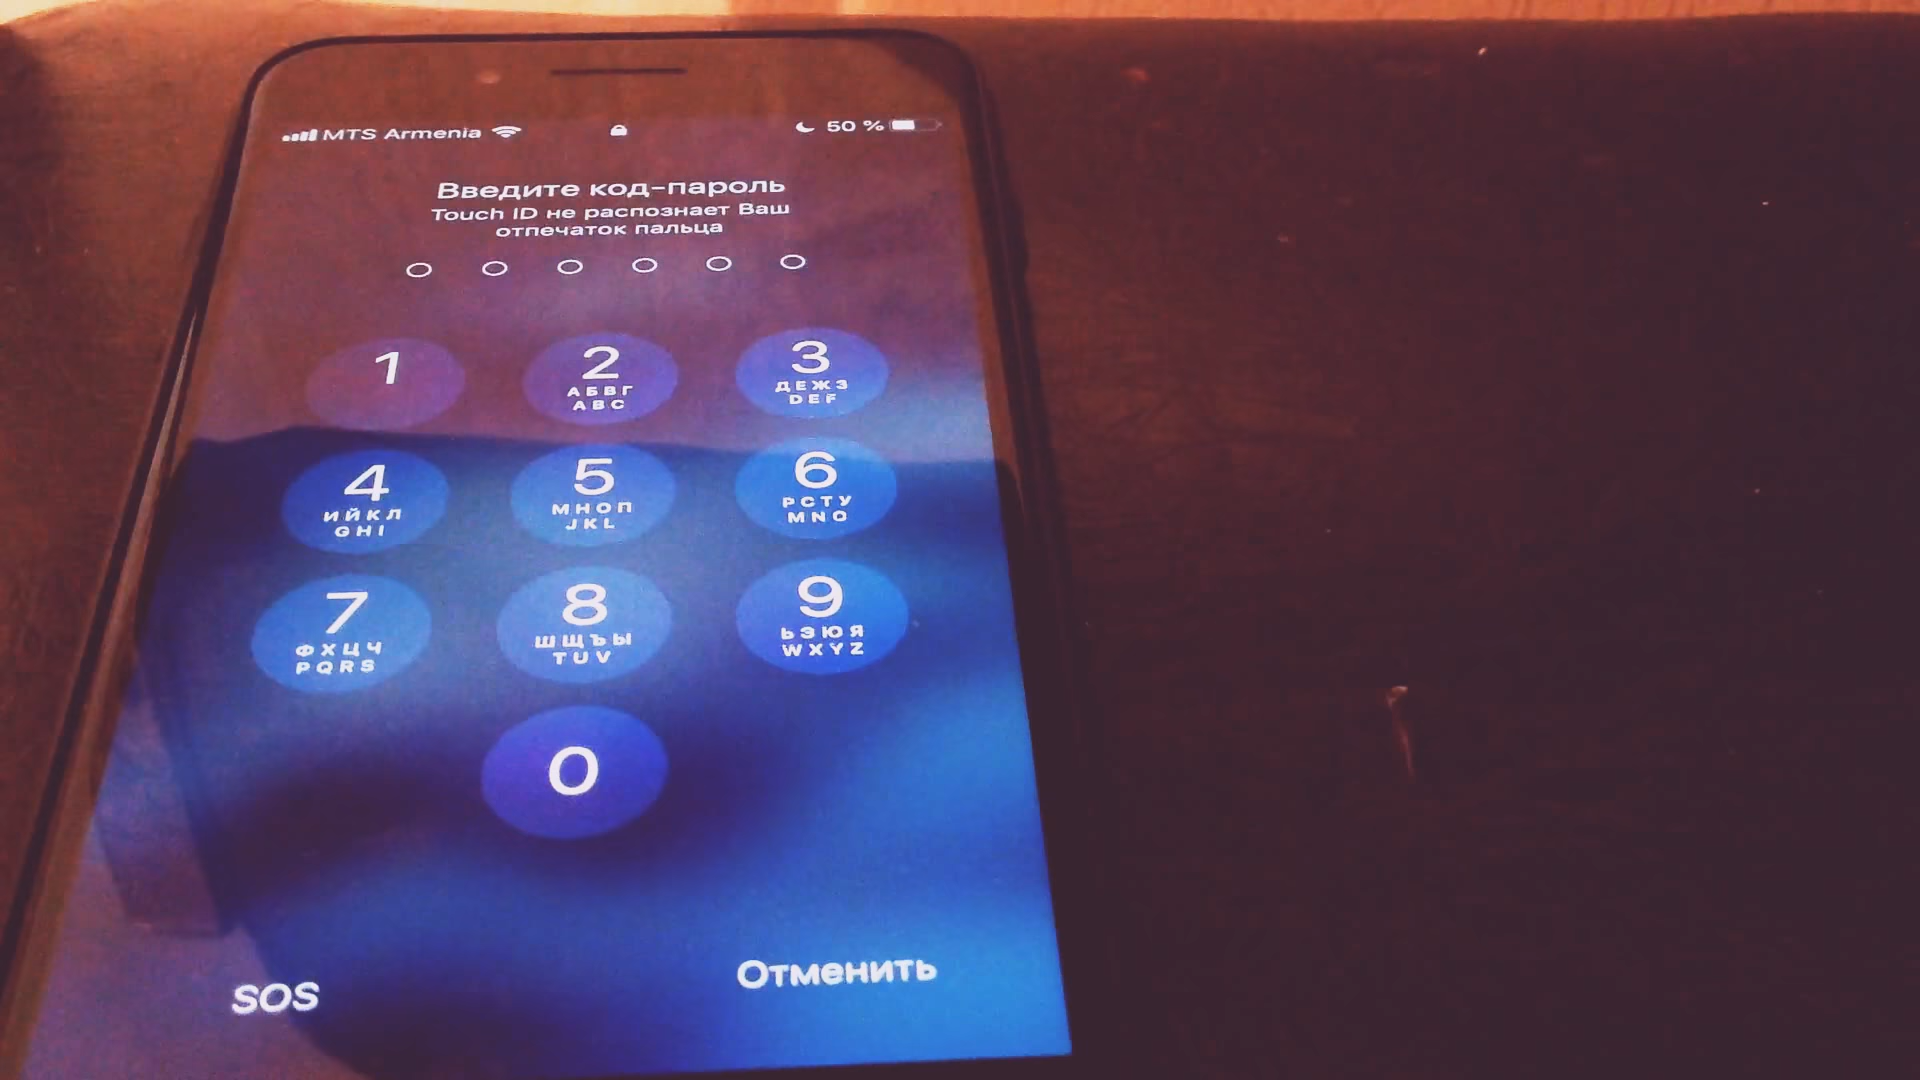 MTS Armenia 50 %
Введите код-пароль
Touch ID не распознает Ваш
отпечаток пальца
1 2 3
АБВГ ДЕЖЗ
ABC DEF
4 5 6
ИЙКЛ МНОП РСТУ
GHI JKL MNO
7 8 9
ФХЦЧ ШЩЪЫ ЬЭЮЯ
PQRS TUV WXYZ
0
SOS Отменить